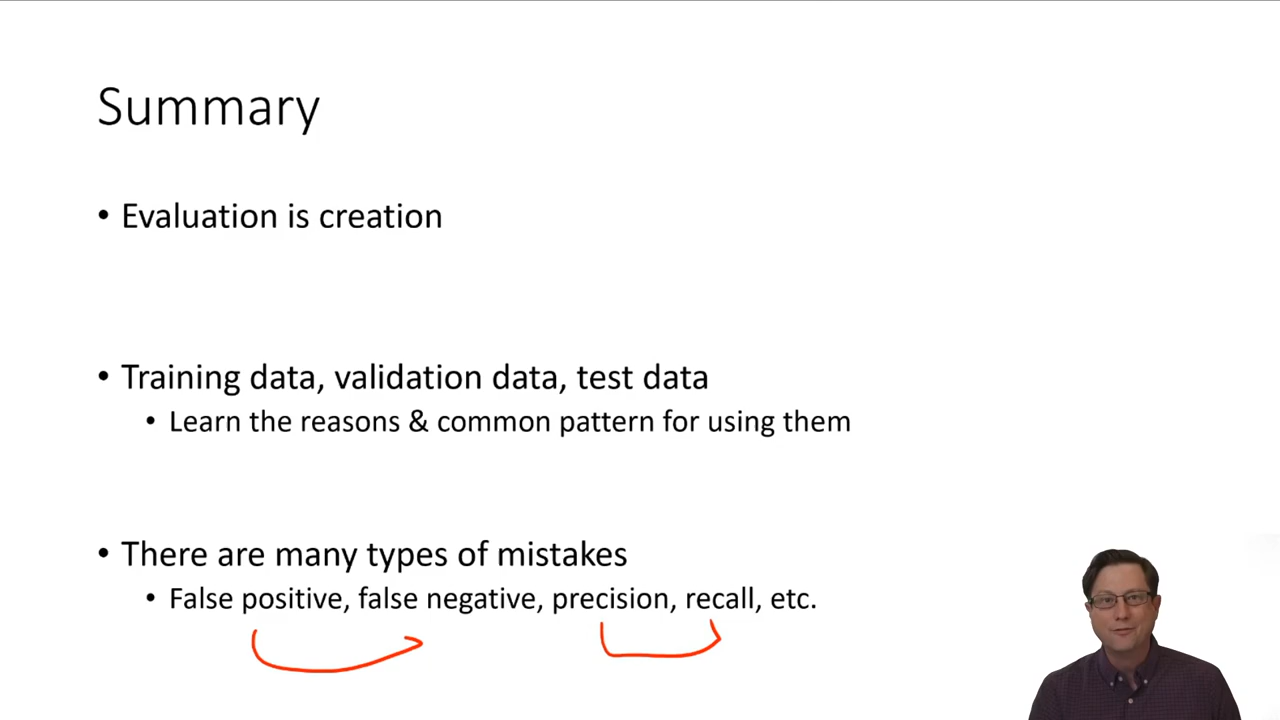 Summary
• Evaluation is creation
• Training data, validation data, test data
• Learn the reasons & common pattern for using them
• There are many types of mistakes
• False positive, false negative, precision, recall, etc.